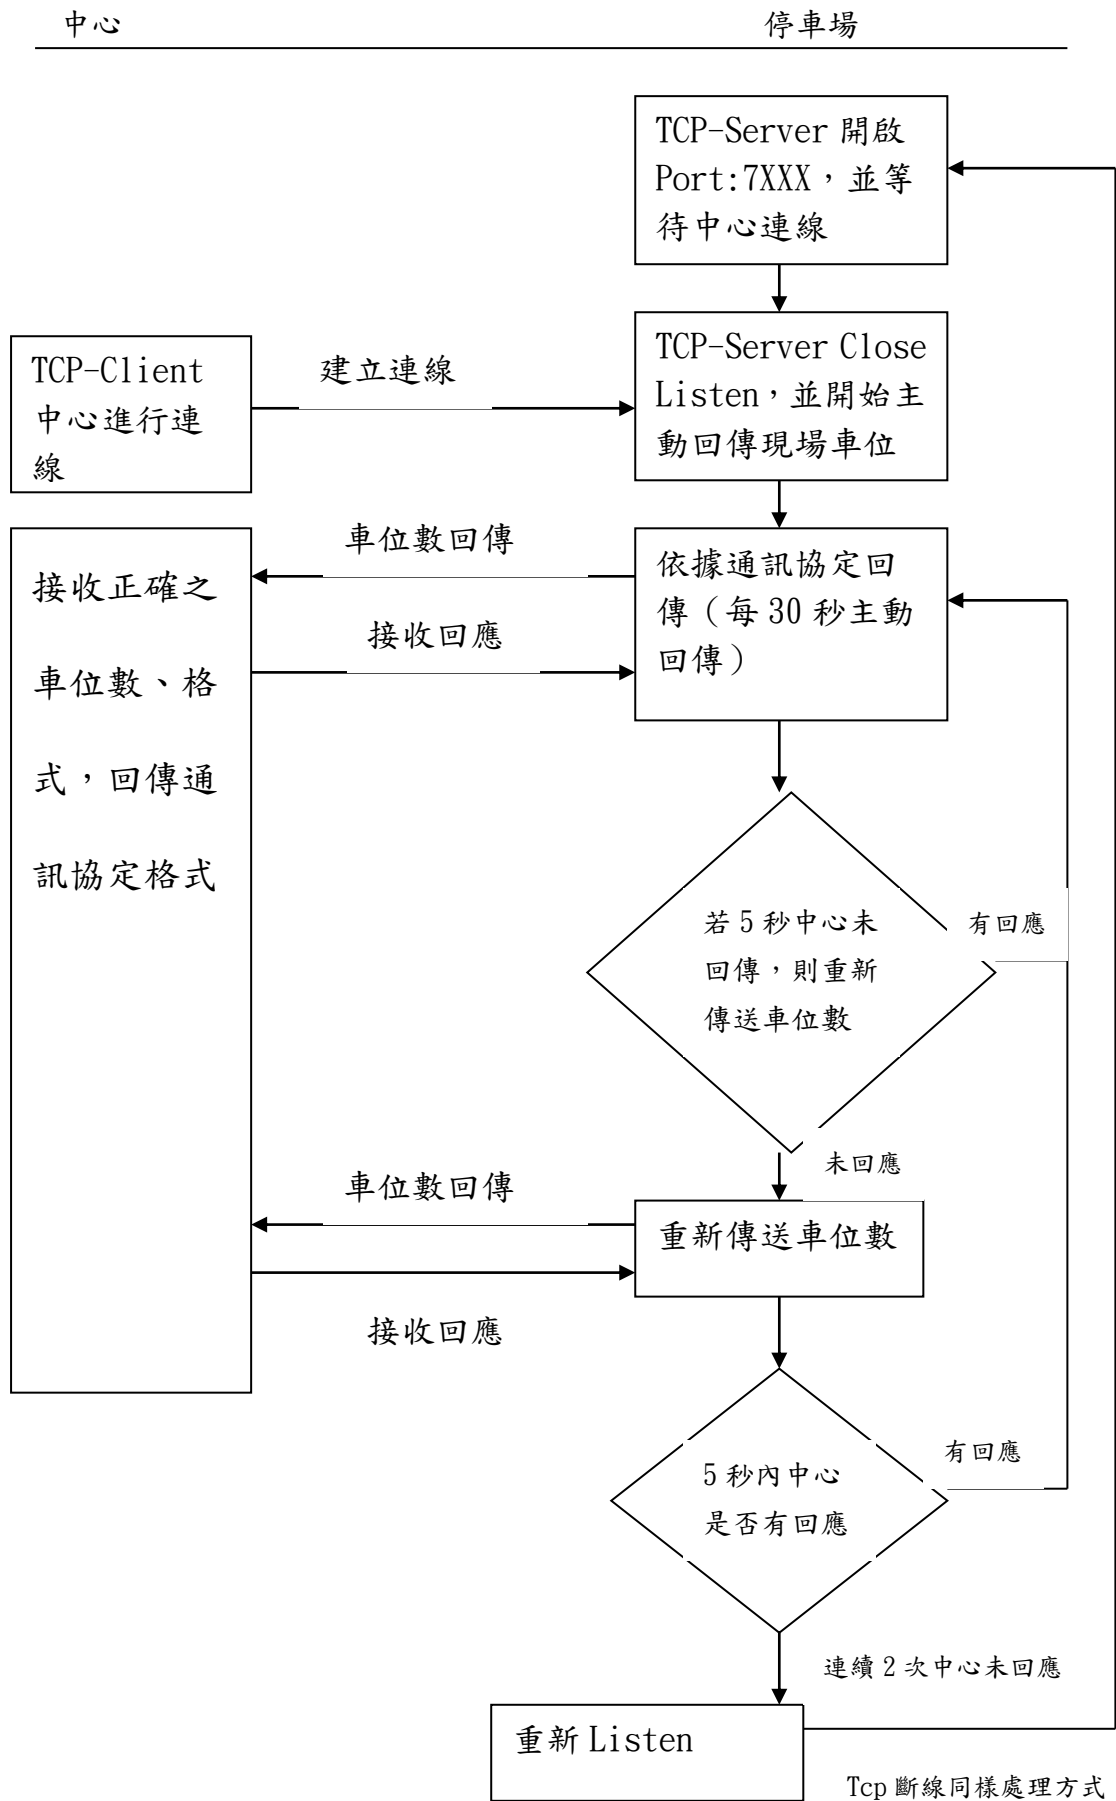 中心
停車場
TCP-Server 開啟
Port:7XXX，並等
待中心連線
TCP-Client
中心進行連
線
建立連線
TCP-Server Close
Listen，並開始主
動回傳現場車位
接收正確之
車位數、格
式，回傳通
訊協定格式
車位數回傳
接收回應
依據通訊協定回
傳（每 30 秒主動
回傳）
若 5 秒中心未
回傳，則重新
傳送車位數
有回應
未回應
車位數回傳
接收回應
重新傳送車位數
5 秒內中心
是否有回應
有回應
連續 2 次中心未回應
重新 Listen
Tcp 斷線同樣處理方式